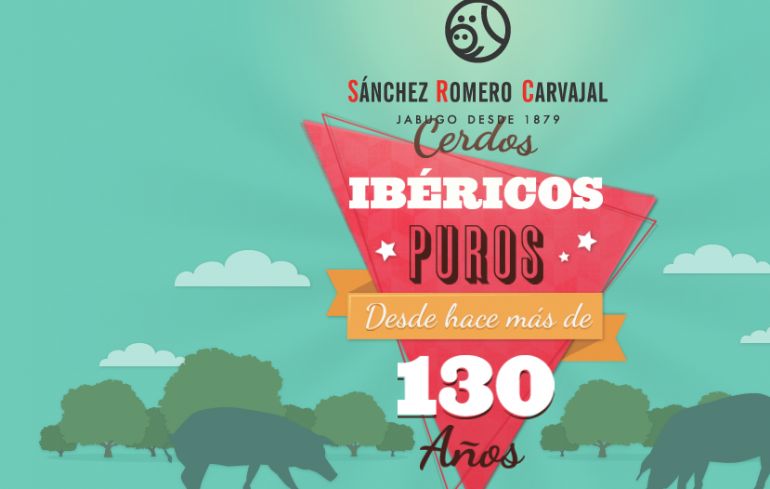 SÁNCHEZ ROMERO CARVAJAL
JABUGO DESDE 1879
Cerdos
IBÉRICOS
PUROS
Desde hace más de
130
Años